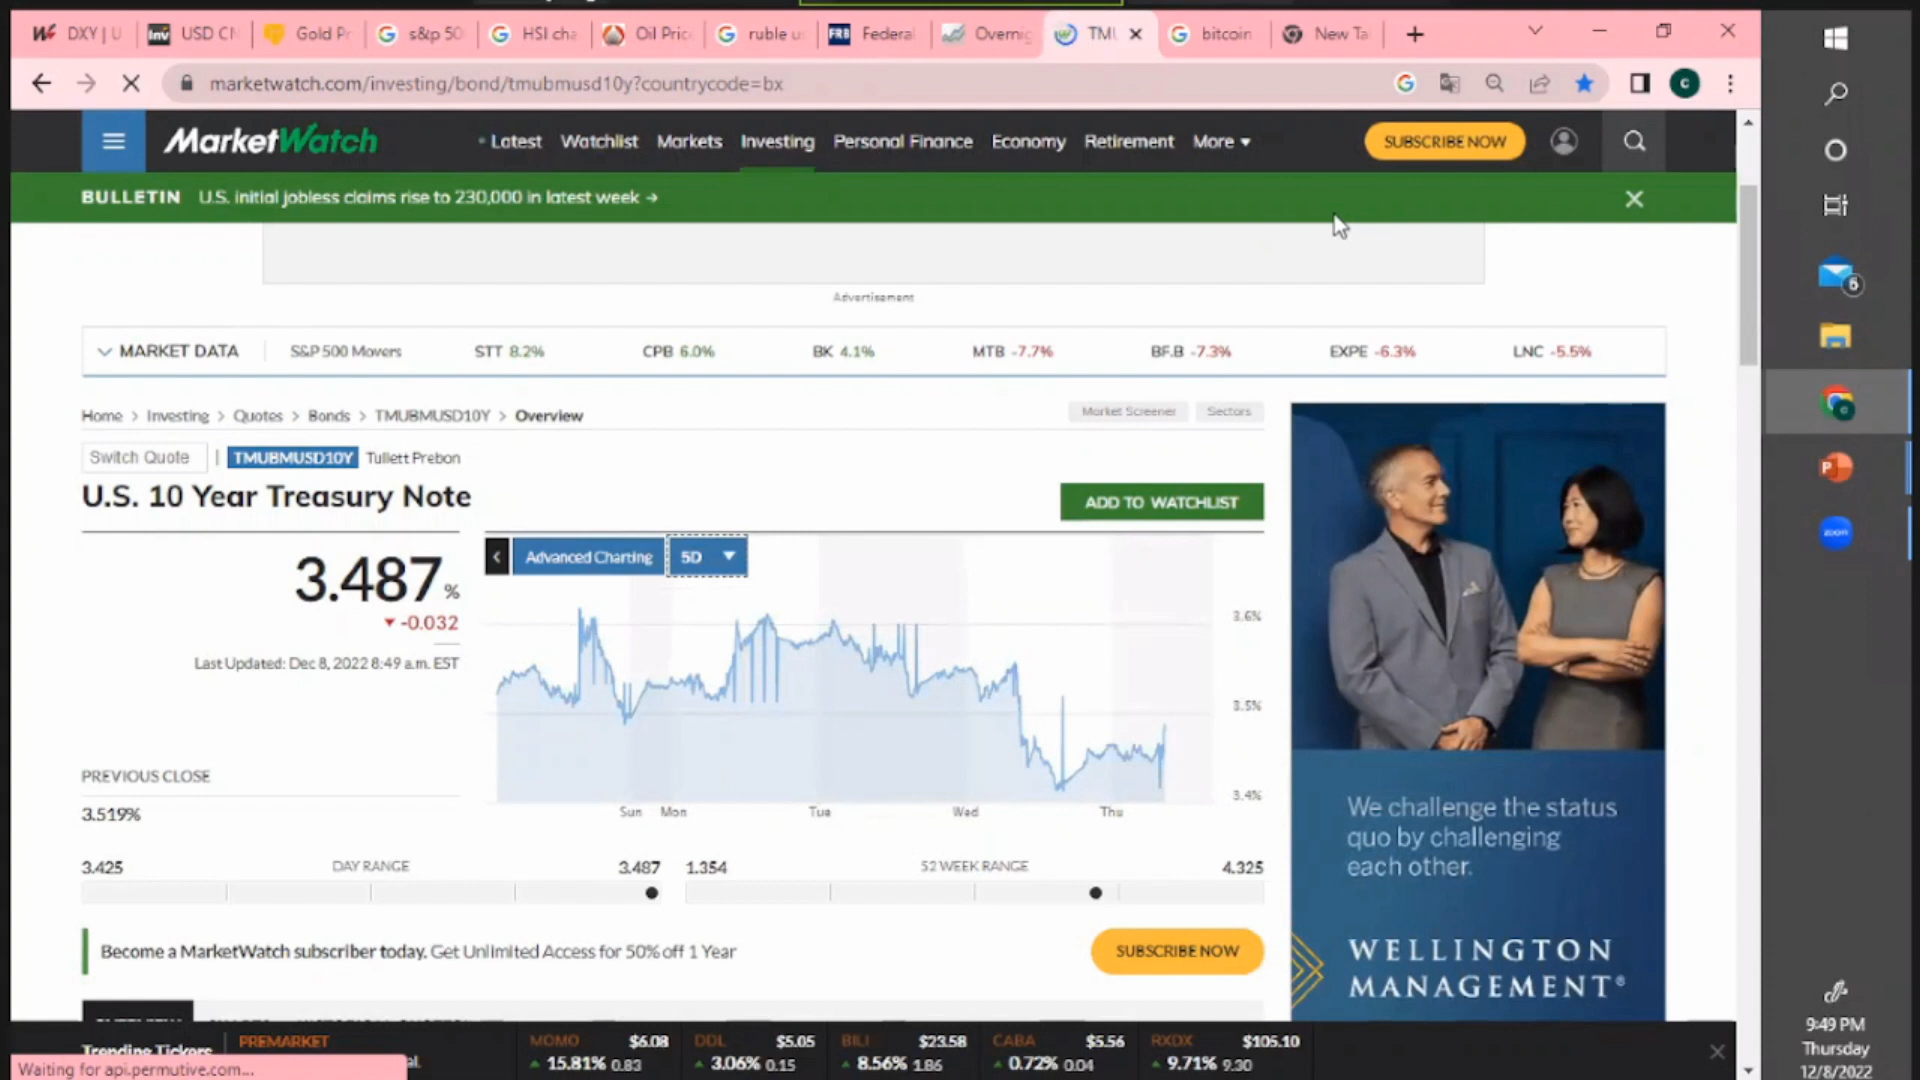 DXY | U
USD CN
Gold Pr
s&p 50
HSI cha
Oil Pric
ruble u
Federal
Overnig
TMU
bitcoin
New Ta
marketwatch.com/investing/bond/tmubmusd10y?countrycode=bx
MarketWatch
Latest Watchlist Markets Investing Personal Finance Economy Retirement More
SUBSCRIBE NOW
BULLETIN U.S. initial jobless claims rise to 230,000 in latest week →
Advertisement
MARKET DATA S&P 500 Movers STT 8.2% CPB 6.0% BK 4.1% MTB -7.7% BF.B -7.3% EXPE -6.3% LNC -5.5%
Home > Investing > Quotes > Bonds > TMUBMUSD10Y > Overview
Market Screener Sectors
Switch Quote | TMUBMUSD10Y Tullett Prebon
U.S. 10 Year Treasury Note
ADD TO WATCHLIST
3.487 %
-0.032
Last Updated: Dec 8, 2022 8:49 a.m. EST
Advanced Charting 5D
3.6%
3.5%
3.4%
Sun Mon Tue Wed Thu
PREVIOUS CLOSE
3.519%
3.425 DAY RANGE 3.487
1.354 52 WEEK RANGE 4.325
Become a MarketWatch subscriber today. Get Unlimited Access for 50% off 1 Year
SUBSCRIBE NOW
We challenge the status
quo by challenging
each other.
WELLINGTON
MANAGEMENT®
Trending Tickers
PREMARKET
MOMO $6.08
15.81% 0.83
DDL $5.05
3.06% 0.15
BILI $23.58
8.56% 1.86
CABA $5.56
0.72% 0.04
RXDX $105.10
9.71% 9.30
Waiting for api.permutive.com...
zoom
9:49 PM
Thursday
12/8/2022